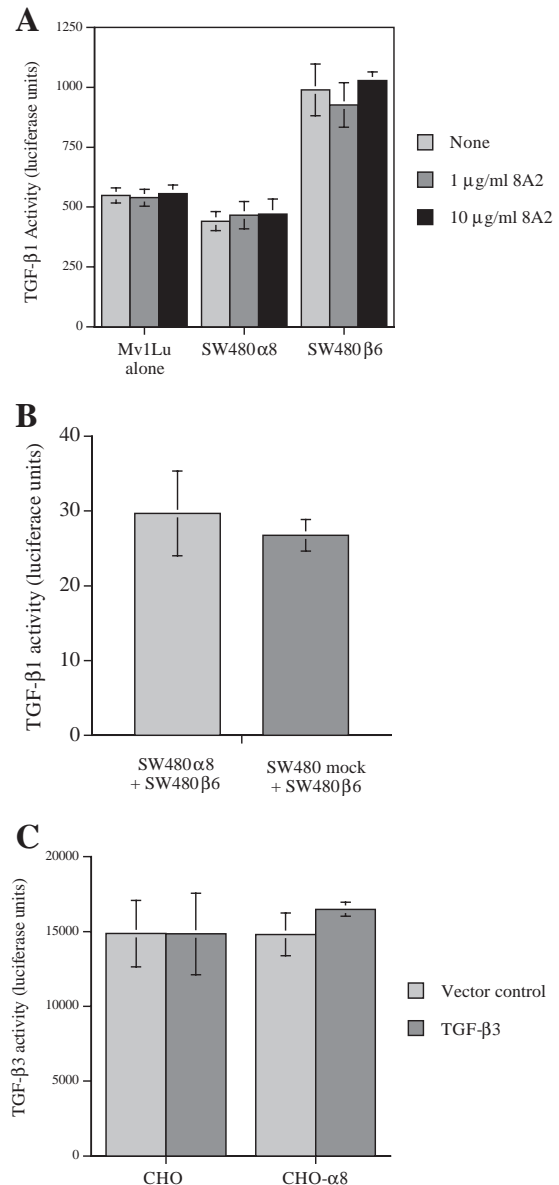 A
TGF-β1 Activity (luciferase units)
1250
1000
750
500
250
0
Mv1Lu
alone
SW480α8
SW480β6
None
1 µg/ml 8A2
10 µg/ml 8A2
B
TGF-β1 activity (luciferace units)
40
30
20
10
0
SW480α8
+ SW480β6
SW480 mock
+ SW480β6
C
TGF-β3 activity (luciferase units)
20000
15000
10000
5000
0
CHO
CHO-α8
Vector control
TGF-β3